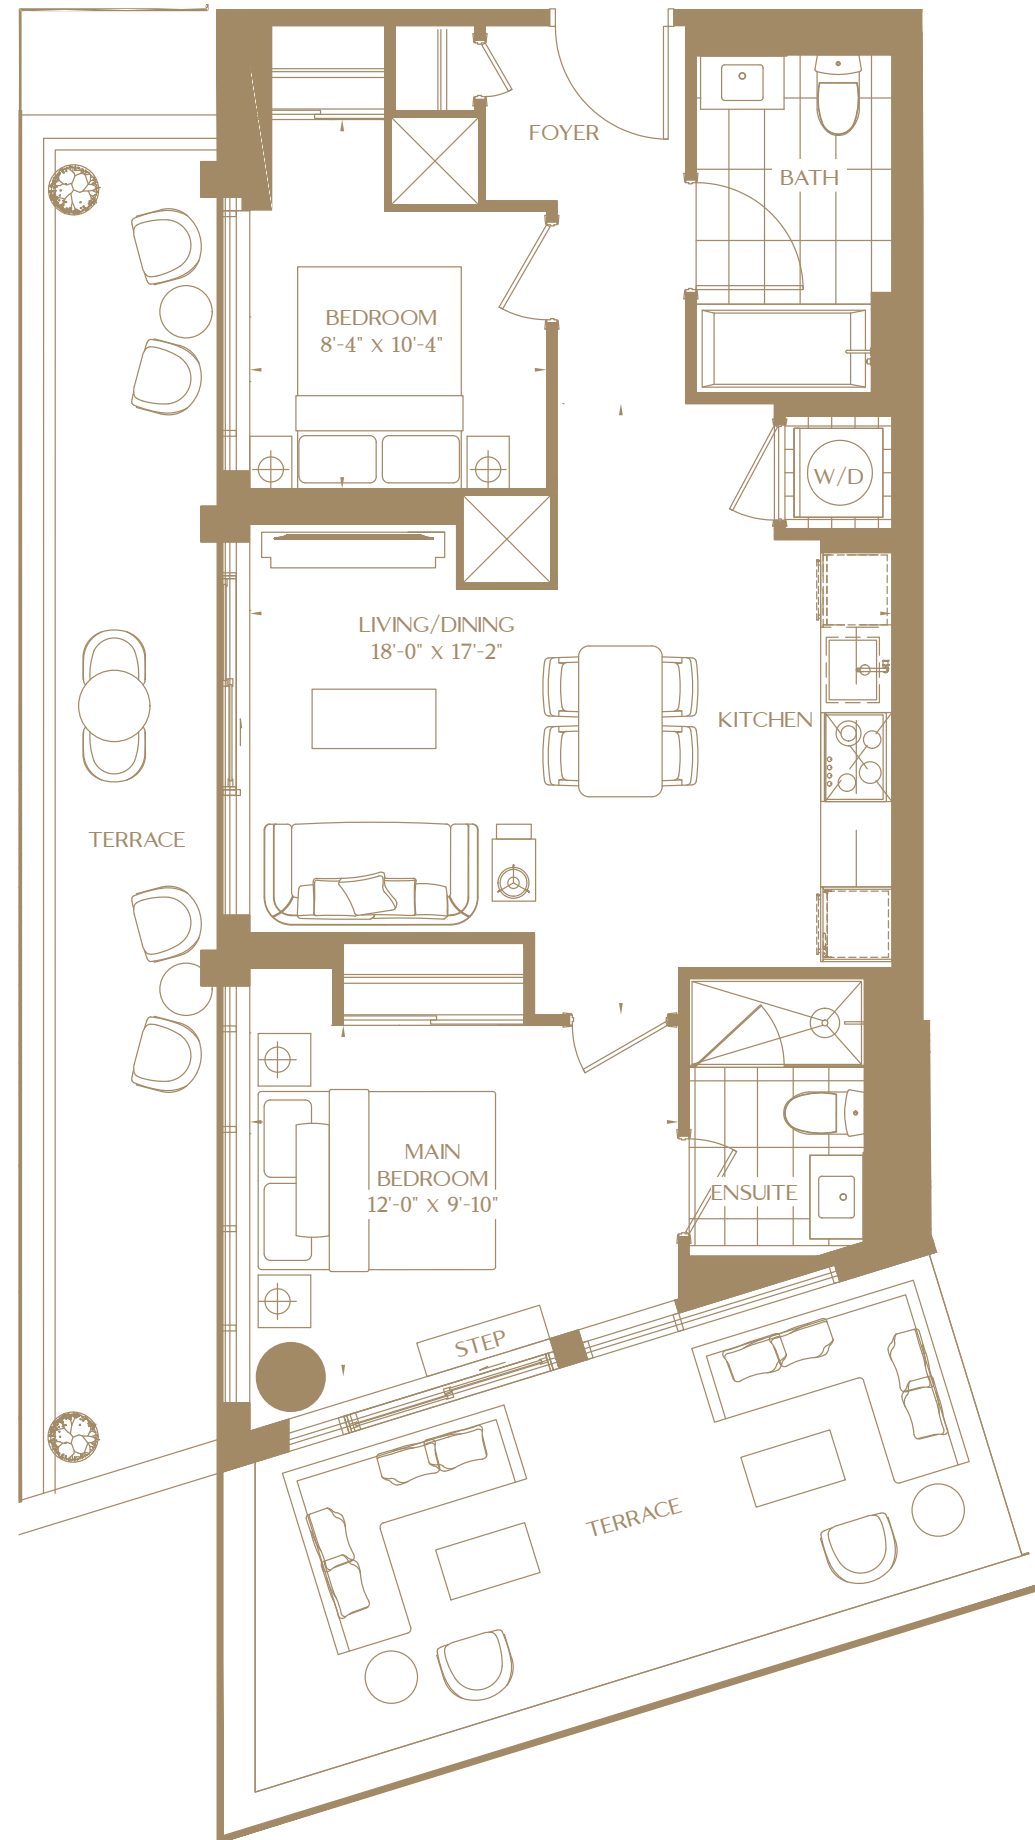 FOYER
BATH
BEDROOM
8'-4" X 10'-4"
W/D
LIVING/DINING
18'-0" X 17'-2"
KITCHEN
TERRACE
MAIN
BEDROOM
12'-0" X 9'-10"
ENSUITE
STEP
TERRACE